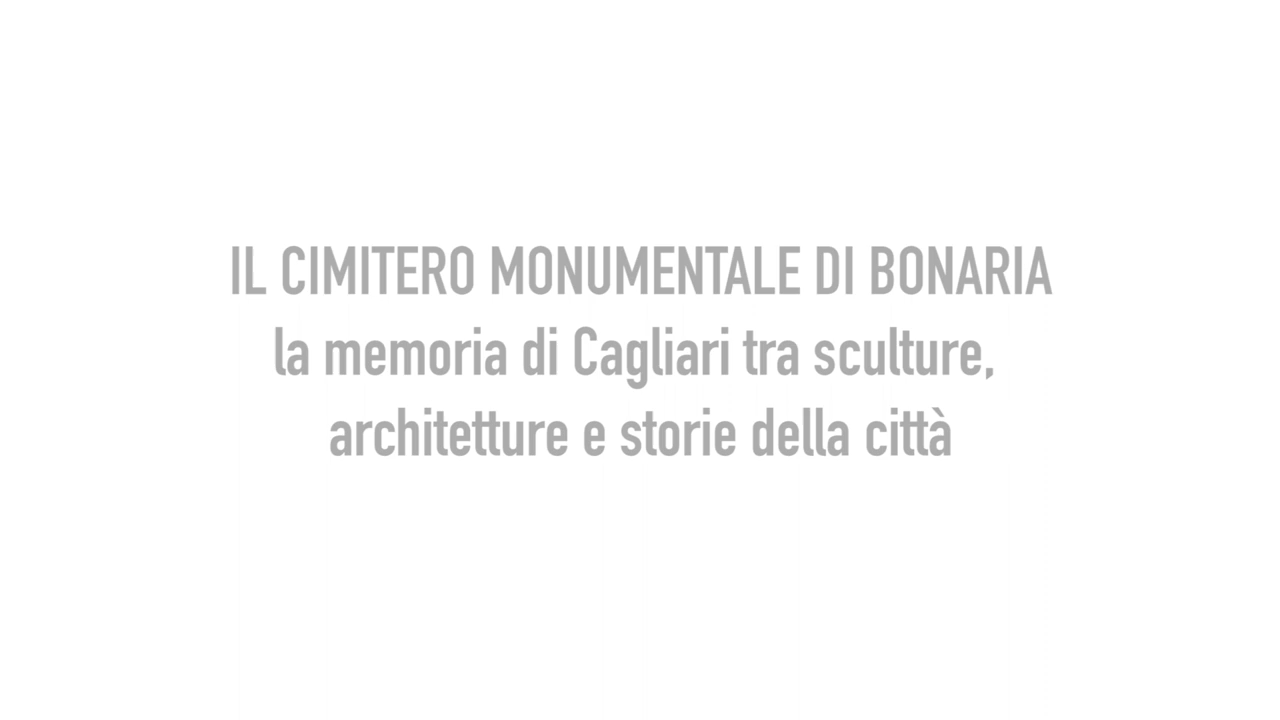 IL CIMITERO MONUMENTALE DI BONARIA
la memoria di Cagliari tra sculture,
architetture e storie della città